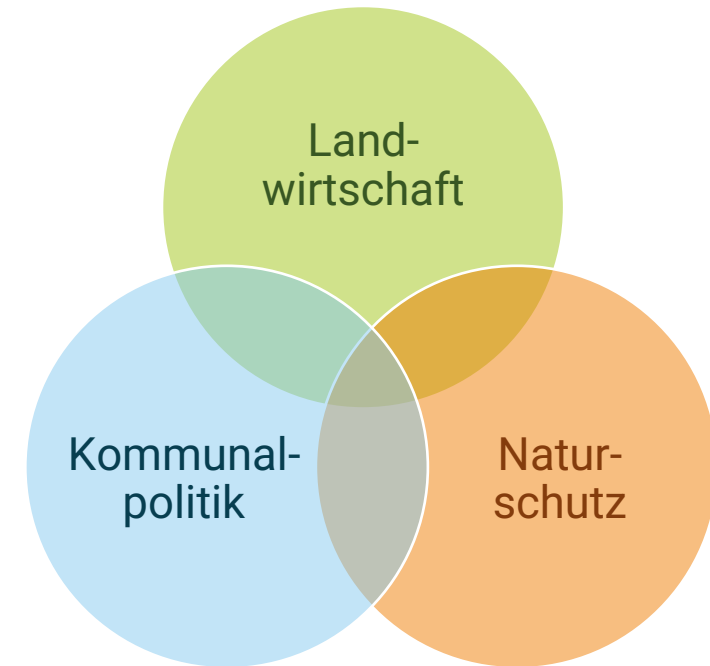 Land-
wirtschaft
Kommunal-
politik
Natur-
schutz